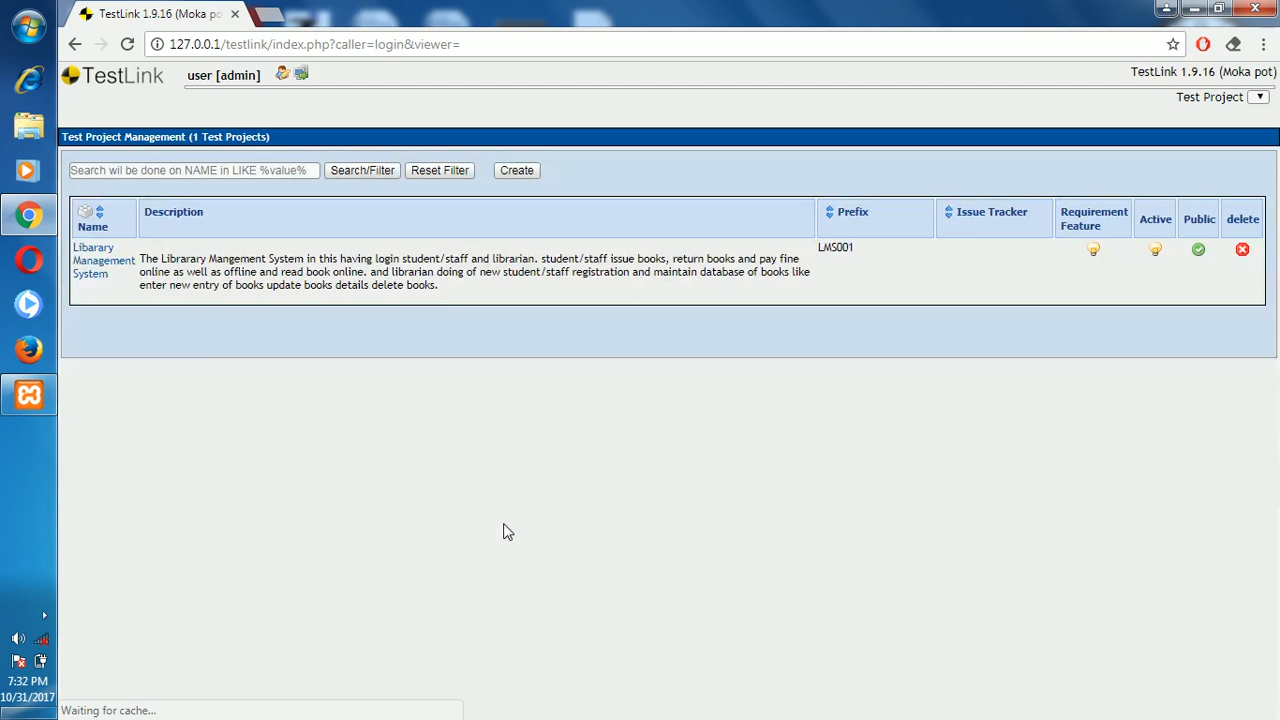 TestLink 1.9.16 (Moka po
127.0.0.1/testlink/index.php?caller=login&viewer=
TestLink
user [admin]
TestLink 1.9.16 (Moka pot)
Test Project
Test Project Management (1 Test Projects)
Search wil be done on NAME in LIKE %value%
Search/Filter
Reset Filter
Create
Name
Description
Prefix
Issue Tracker
Requirement
Feature
Active
Public
delete
Libarary
Management
System
The Librarary Mangement System in this having login student/staff and librarian. student/staff issue books, return books and pay fine
online as well as offline and read book online. and librarian doing of new student/staff registration and maintain database of books like
enter new entry of books update books details delete books.
LMS001
7:32 PM
10/31/2017
Waiting for cache...